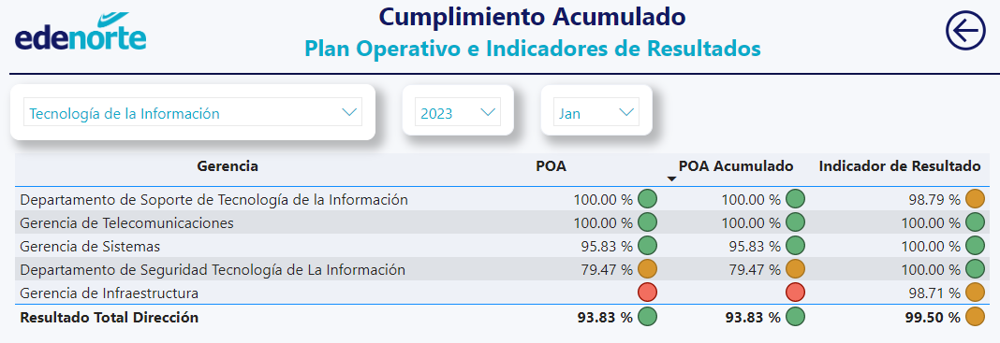 edenorte
Cumplimiento Acumulado
Plan Operativo e Indicadores de Resultados
Tecnología de la Información
2023
Jan
Gerencia POA POA Acumulado Indicador de Resultado
Departamento de Soporte de Tecnología de la Información 100.00 % 100.00 % 98.79 %
Gerencia de Telecomunicaciones 100.00 % 100.00 % 100.00 %
Gerencia de Sistemas 95.83 % 95.83 % 100.00 %
Departamento de Seguridad Tecnología de La Información 79.47 % 79.47 % 100.00 %
Gerencia de Infraestructura 98.71 %
Resultado Total Dirección 93.83 % 93.83 % 99.50 %